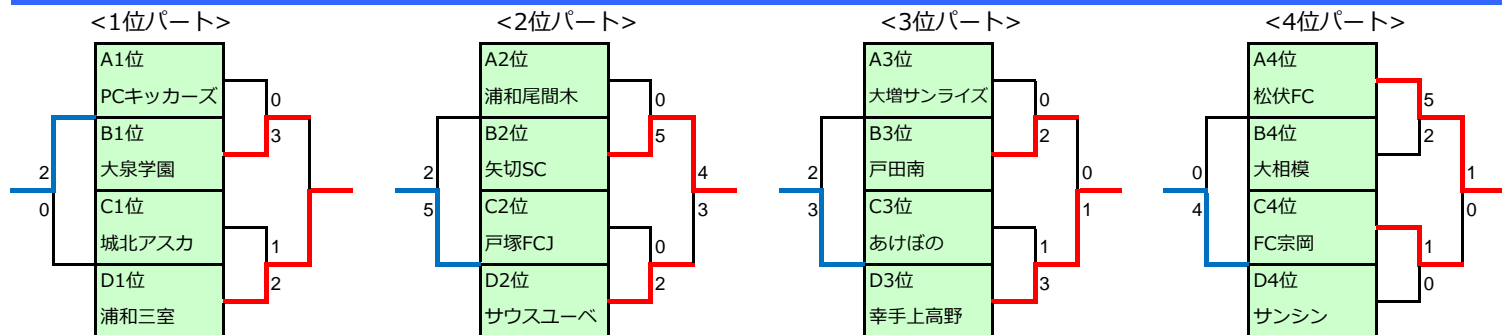 <1位パート>
<2位パート>
<3位パート>
<4位パート>
A1位
PCキッカーズ
B1位
大泉学園
C1位
城北アスカ
D1位
浦和三室
0
3
1
2
2
0
A2位
浦和尾間木
B2位
矢切SC
C2位
戸塚FCJ
D2位
サウスユーベ
0
5
0
2
4
3
2
5
A3位
大増サンライズ
B3位
戸田南
C3位
あけぼの
D3位
幸手上高野
0
2
1
3
0
1
2
3
A4位
松伏FC
B4位
大相模
C4位
FC宗岡
D4位
サンシン
5
2
1
0
1
0
0
4